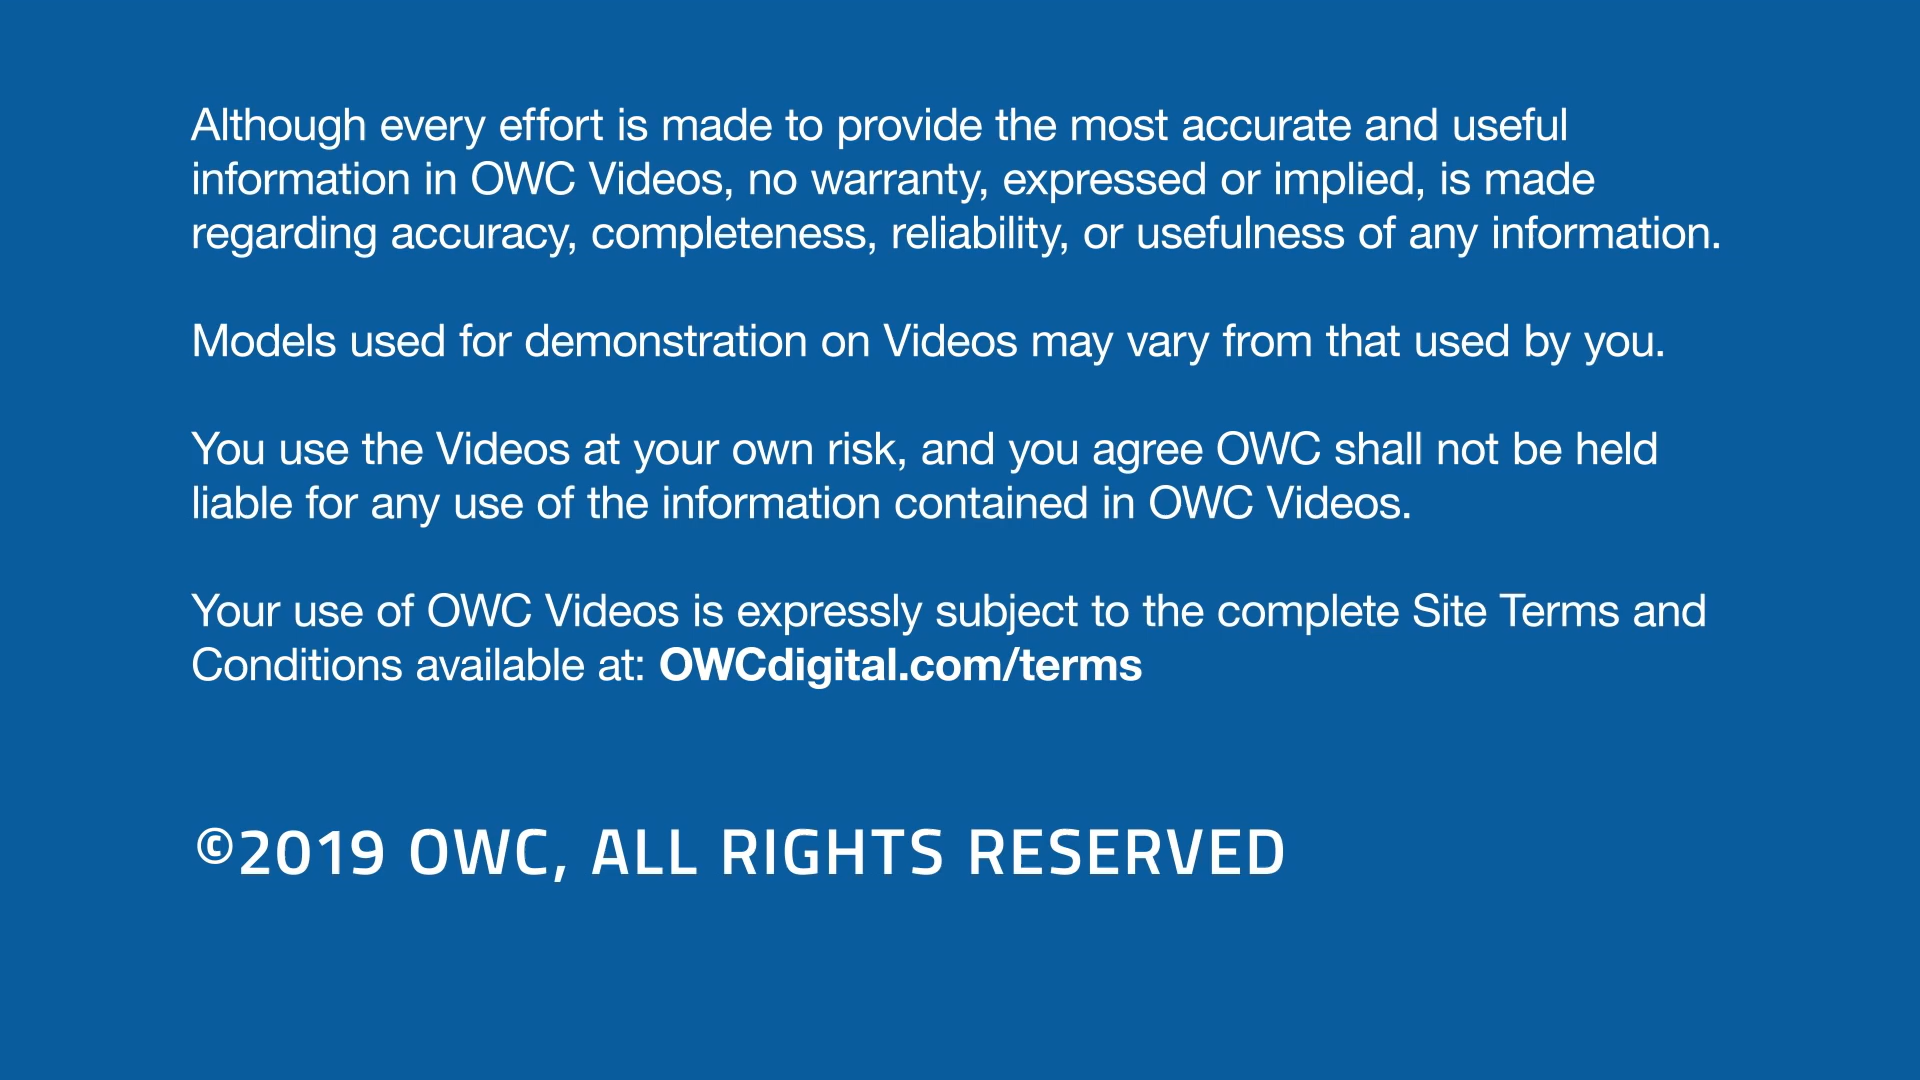 Although every effort is made to provide the most accurate and useful
information in OWC Videos, no warranty, expressed or implied, is made
regarding accuracy, completeness, reliability, or usefulness of any information.
Models used for demonstration on Videos may vary from that used by you.
You use the Videos at your own risk, and you agree OWC shall not be held
liable for any use of the information contained in OWC Videos.
Your use of OWC Videos is expressly subject to the complete Site Terms and
Conditions available at: OWCdigital.com/terms
©2019 OWC, ALL RIGHTS RESERVED